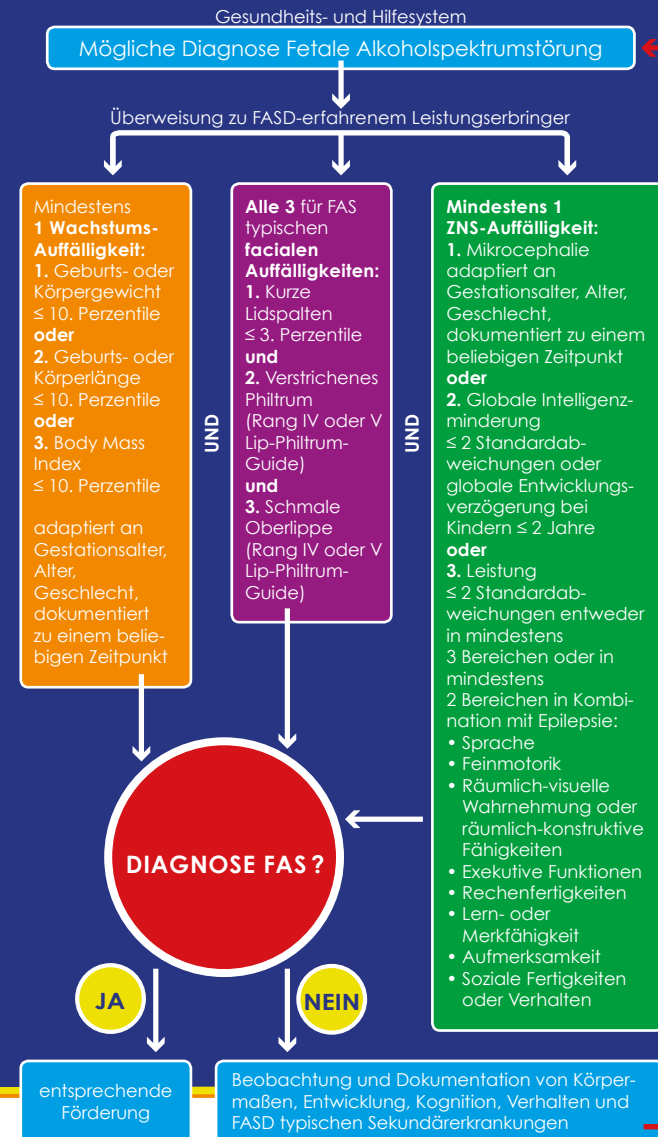 Gesundheits- und Hilfesystem
Mögliche Diagnose Fetale Alkoholspektrumstörung
Überweisung zu FASD-erfahrenem Leistungserbringer
Mindestens
1 Wachstums-
Auffälligkeit:
1. Geburts- oder
Körpergewicht
≤ 10. Perzentile
oder
2. Geburts- oder
Körperlänge
≤ 10. Perzentile
oder
3. Body Mass
Index
≤ 10. Perzentile
adaptiert an
Gestationsalter,
Alter,
Geschlecht,
dokumentiert
zu einem belie-
bigen Zeitpunkt
UND
Alle 3 für FAS
typischen
facialen
Auffälligkeiten:
1. Kurze
Lidspalten
≤ 3. Perzentile
und
2. Verstrichenes
Philtrum
(Rang IV oder V
Lip-Philtrum-
Guide)
und
3. Schmale
Oberlippe
(Rang IV oder V
Lip-Philtrum-
Guide)
UND
Mindestens 1
ZNS-Auffälligkeit:
1. Mikrocephalie
adaptiert an
Gestationsalter, Alter,
Geschlecht,
dokumentiert zu einem
beliebigen Zeitpunkt
oder
2. Globale Intelligenz-
minderung
≤ 2 Standardab-
weichungen oder
globale Entwicklungs-
verzögerung bei
Kindern ≤ 2 Jahre
oder
3. Leistung
≤ 2 Standardab-
weichungen entweder
in mindestens
3 Bereichen oder in
mindestens
2 Bereichen in Kombi-
nation mit Epilepsie:
• Sprache
• Feinmotorik
• Räumlich-visuelle
Wahrnehmung oder
räumlich-konstruktive
Fähigkeiten
• Exekutive Funktionen
• Rechenfertigkeiten
• Lern- oder
Merkfähigkeit
• Aufmerksamkeit
• Soziale Fertigkeiten
oder Verhalten
DIAGNOSE FAS ?
JA
NEIN
entsprechende
Förderung
Beobachtung und Dokumentation von Körper-
maßen, Entwicklung, Kognition, Verhalten und
FASD typischen Sekundärerkrankungen